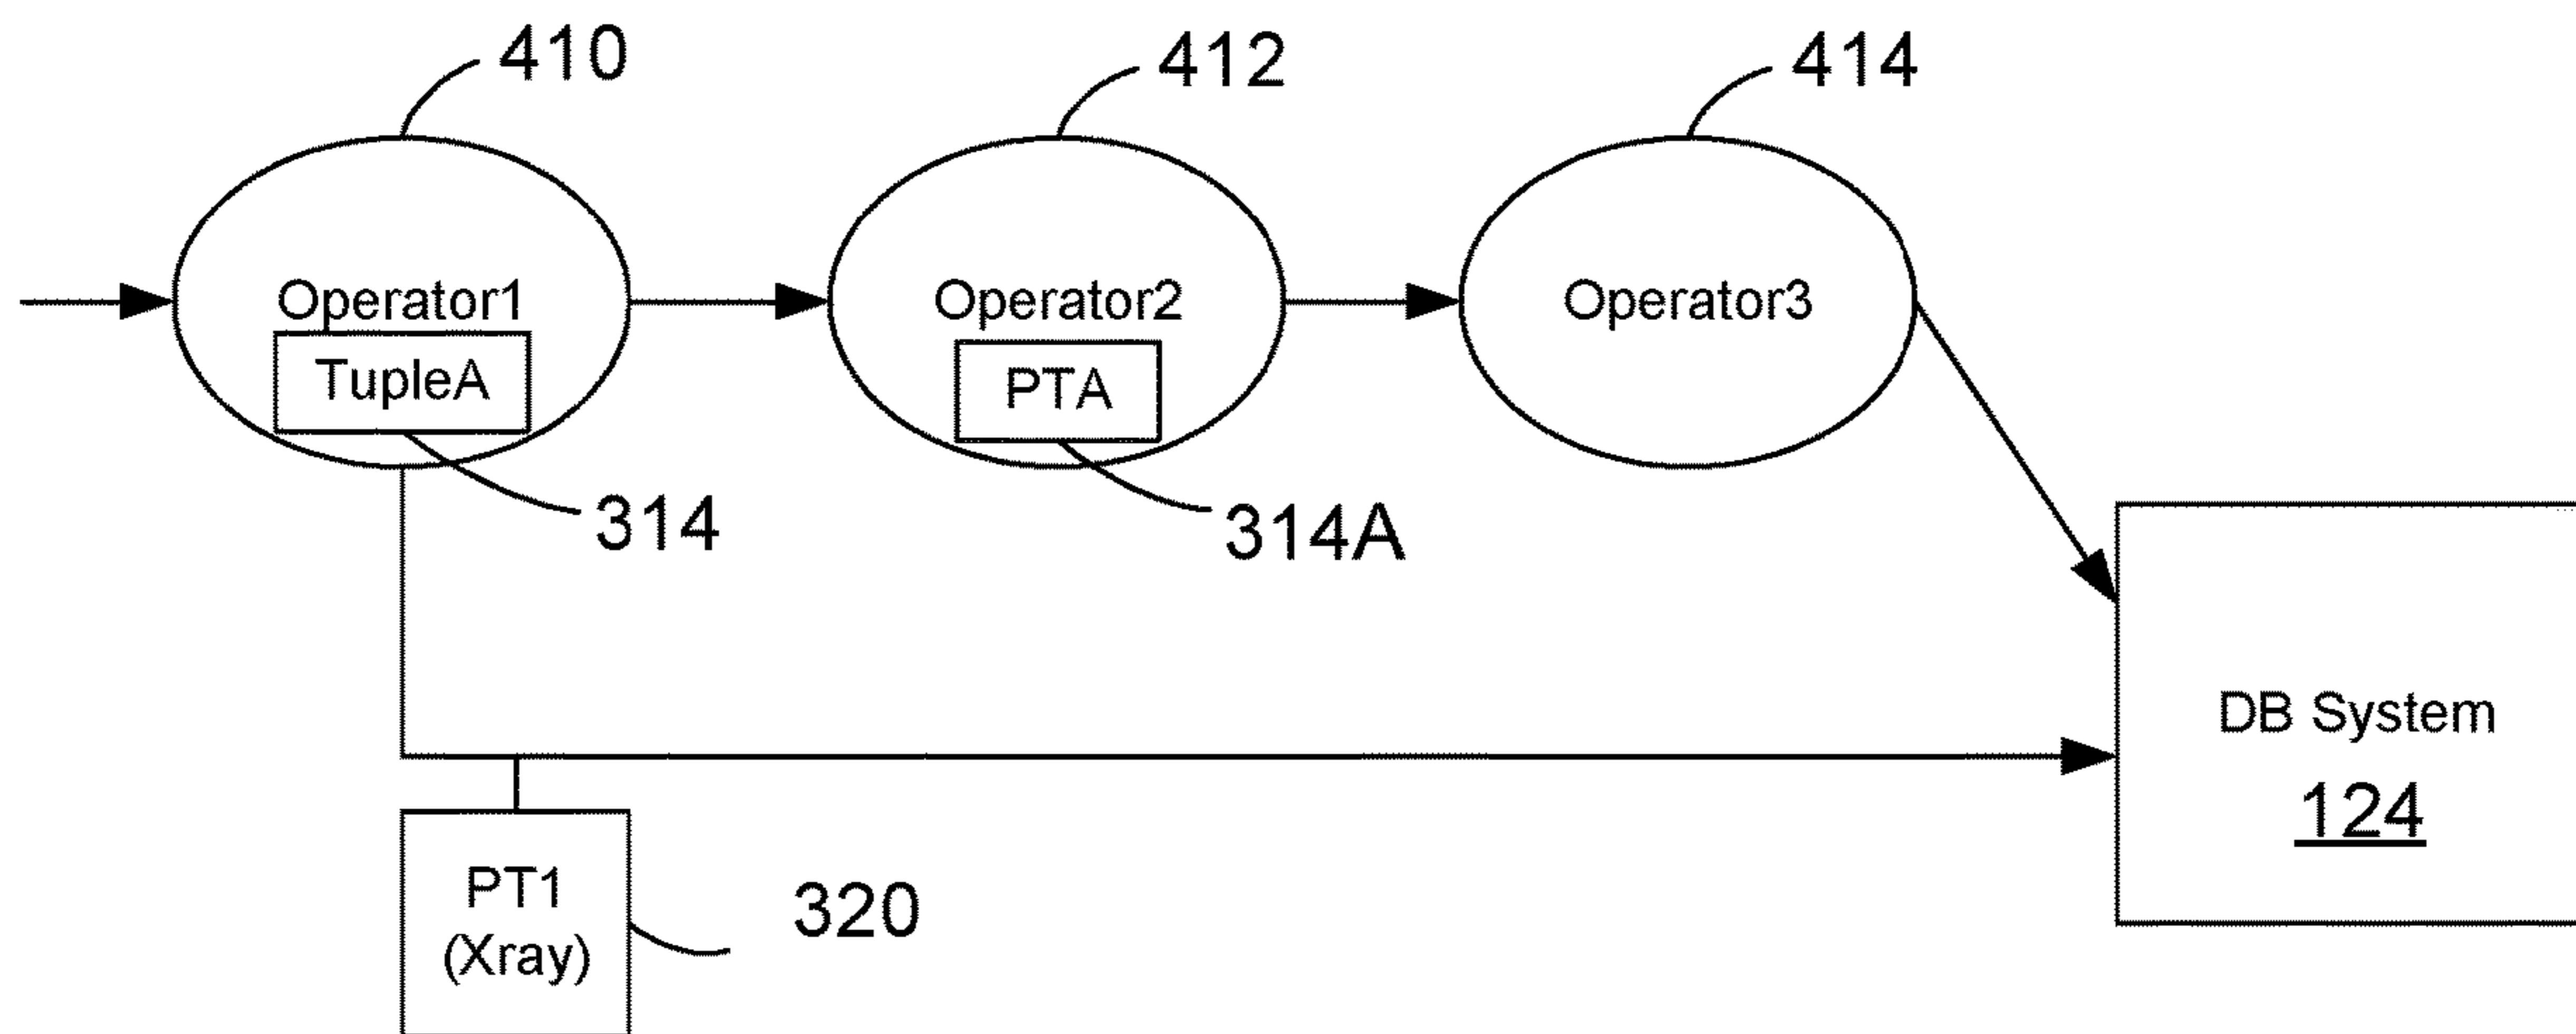 410
412
414
Operator1
Operator2
Operator3
TupleA
PTA
314
314A
DB System
124
PT1
(Xray)
320